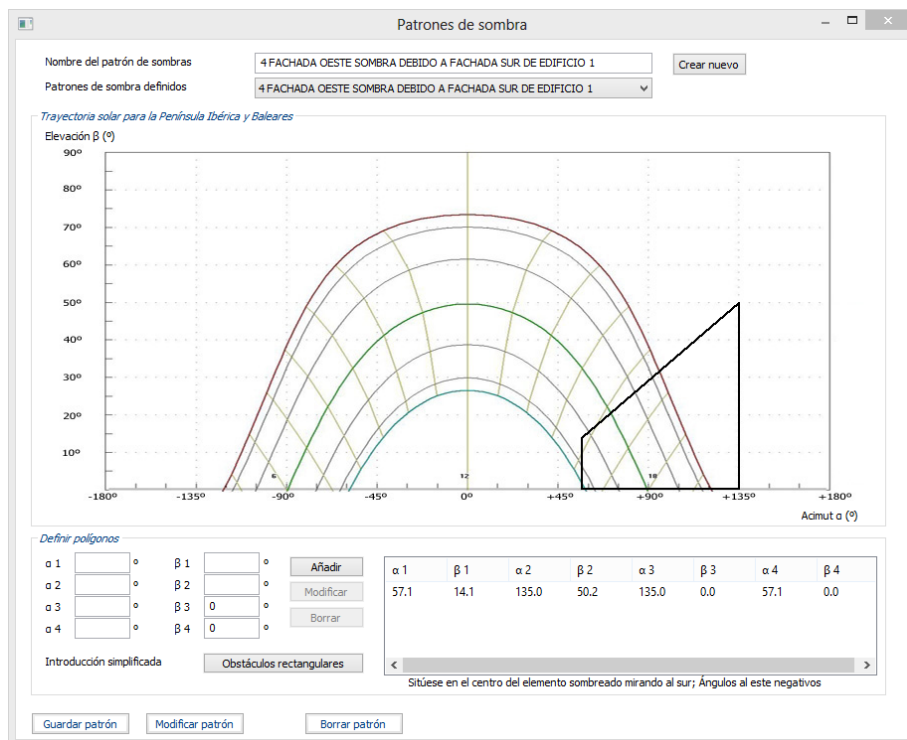 Patrones de sombra
Nombre del patrón de sombras
4 FACHADA OESTE SOMBRA DEBIDO A FACHADA SUR DE EDIFICIO 1
Crear nuevo
Patrones de sombra definidos
4 FACHADA OESTE SOMBRA DEBIDO A FACHADA SUR DE EDIFICIO 1
Trayectoria solar para la Península Ibérica y Baleares
Elevación β (º)
90º
80º
70º
60º
50º
40º
30º
20º
10º
6 12 18
-180º -135º -90º -45º 0º +45º +90º +135º +180º
Acimut α (º)
Definir polígonos
α 1 º β 1 º Añadir
α 2 º β 2 º Modificar
α 3 º β 3 0 º Borrar
α 4 º β 4 0 º
Introducción simplificada Obstáculos rectangulares
α 1 β 1 α 2 β 2 α 3 β 3 α 4 β 4
57.1 14.1 135.0 50.2 135.0 0.0 57.1 0.0
Sitúese en el centro del elemento sombreado mirando al sur; Ángulos al este negativos
Guardar patrón Modificar patrón Borrar patrón